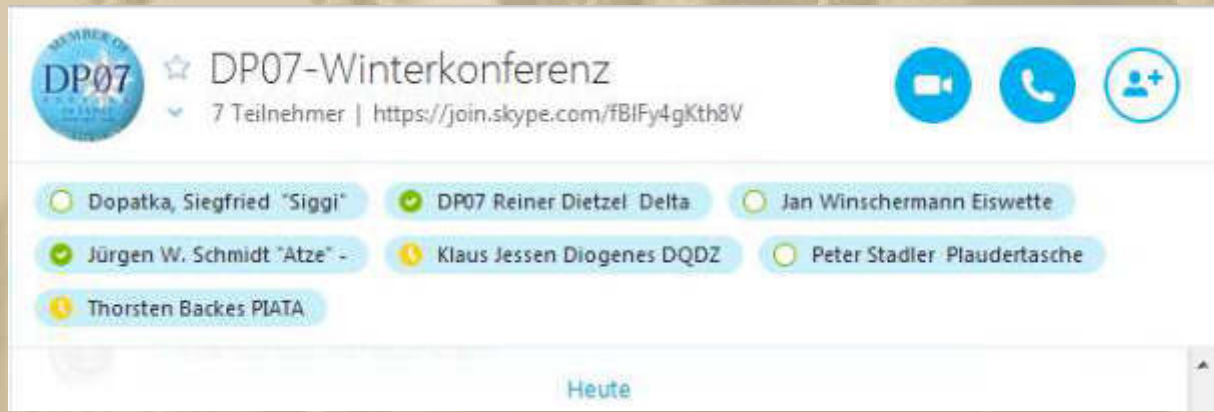 MEMBER OF
DP07
DP07-Winterkonferenz
7 Teilnehmer | https://join.skype.com/fBlFy4gKth8V
Dopatka, Siegfried "Siggi"
DP07 Reiner Dietzel Delta
Jan Winschermann Eiswette
Jürgen W. Schmidt "Atze" -
Klaus Jessen Diogenes DQDZ
Peter Stadler Plaudertasche
Thorsten Backes PIATA
Heute